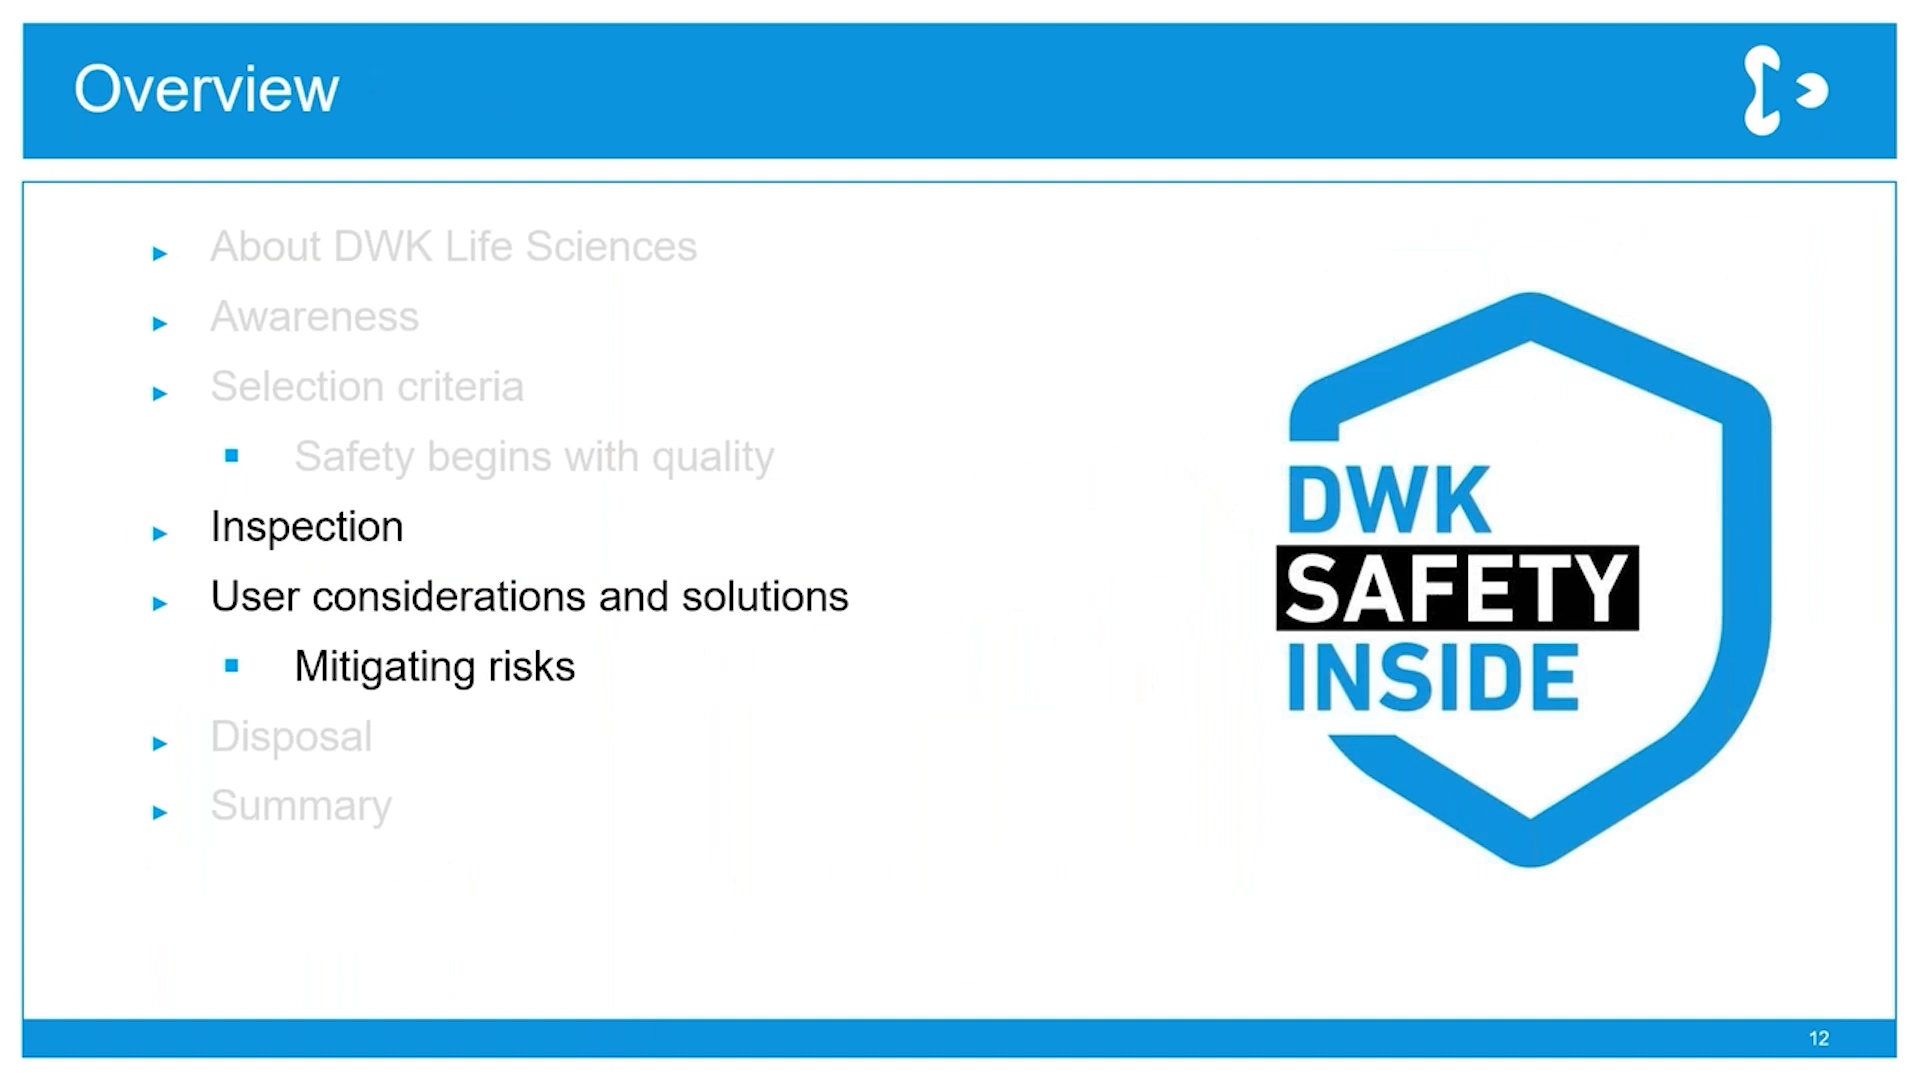 Overview
About DWK Life Sciences
Awareness
Selection criteria
Safety begins with quality
Inspection
User considerations and solutions
Mitigating risks
Disposal
Summary
DWK
SAFETY
INSIDE
12